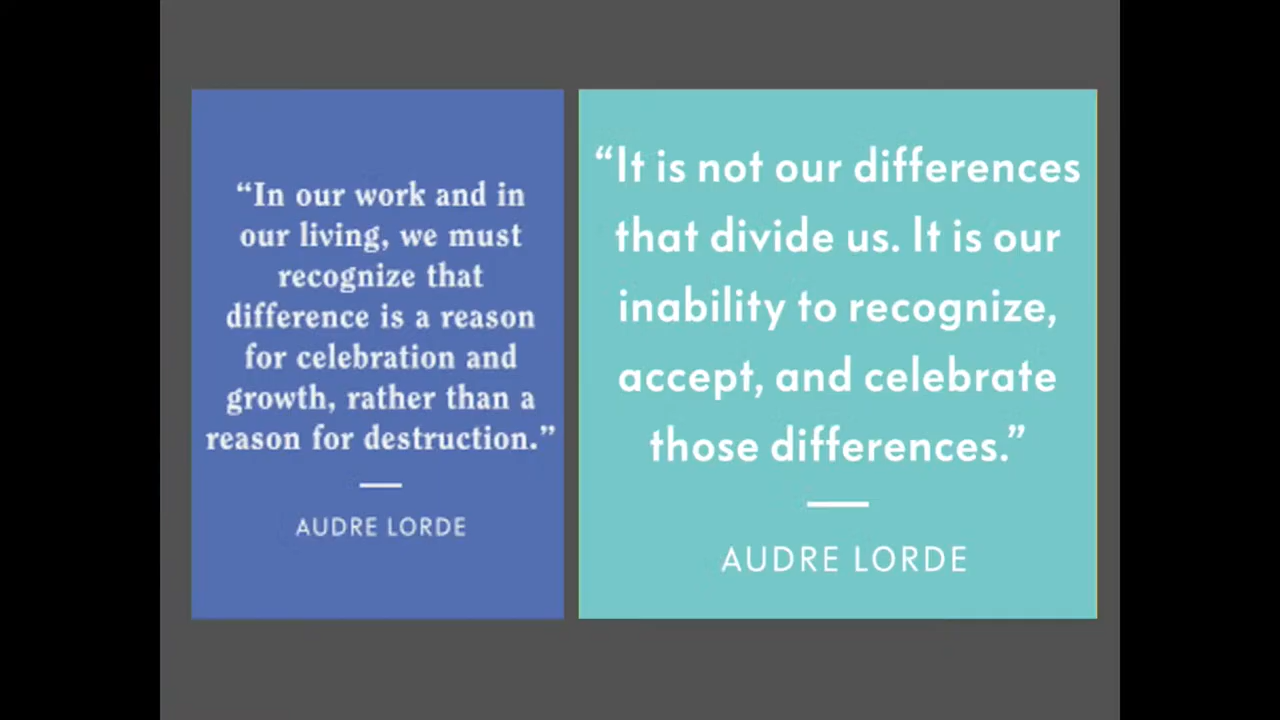 “In our work and in
our living, we must
recognize that
difference is a reason
for celebration and
growth, rather than a
reason for destruction.”
AUDRE LORDE
“It is not our differences
that divide us. It is our
inability to recognize,
accept, and celebrate
those differences.”
AUDRE LORDE